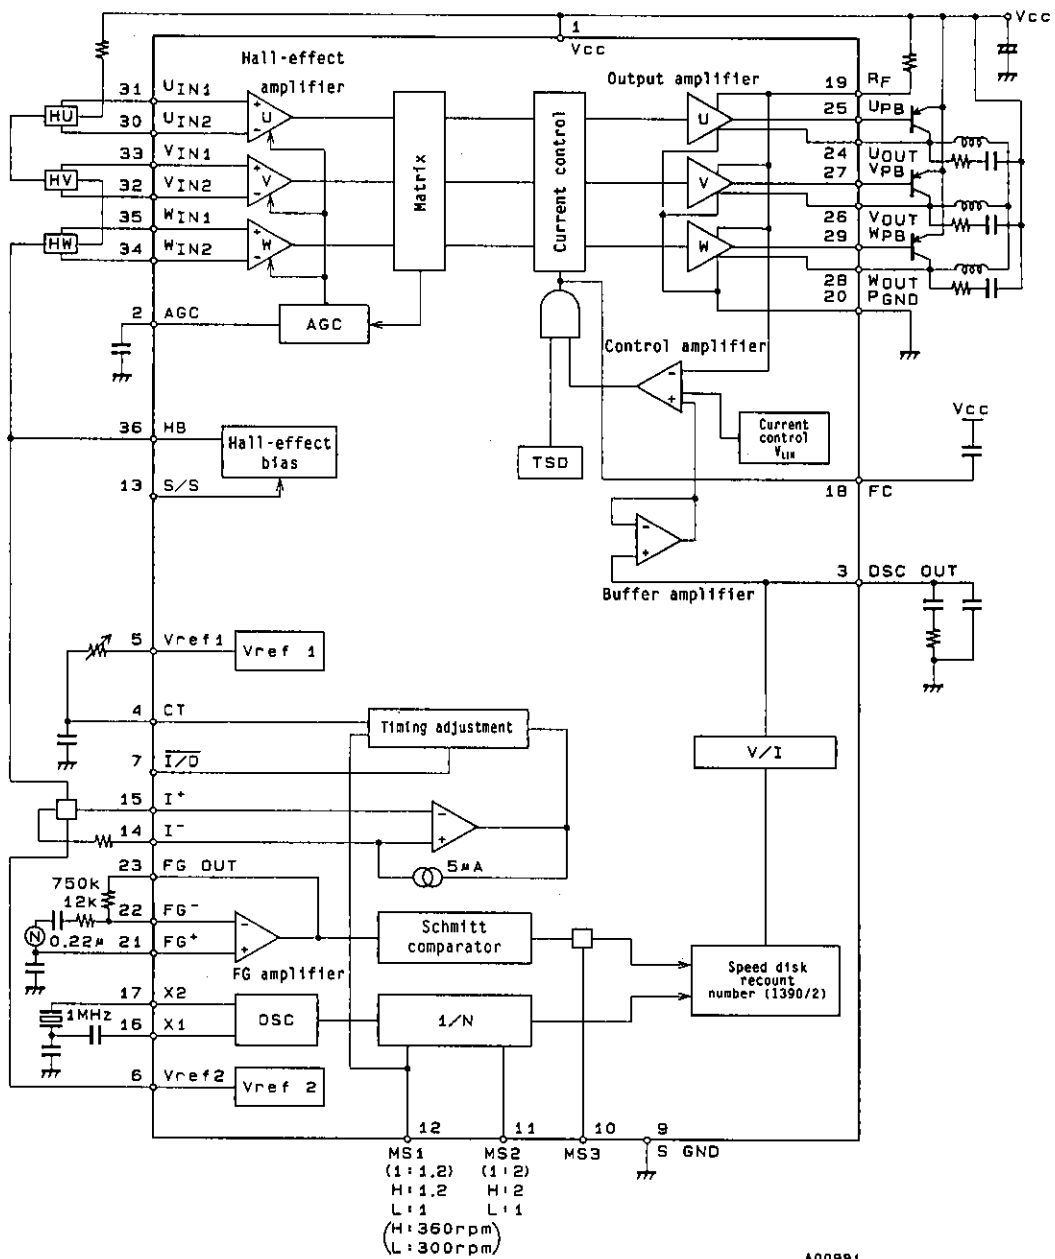 Vcc
1
Vcc
Hall-effect
amplifier
Output amplifier
31 UIN1
HU
30 UIN2
33 VIN1
HV
32 VIN2
35 WIN1
HW
34 WIN2
+ U -
+ V -
+ W -
Matrix
Current control
U
V
W
19 RF
25 UPB
24 UOUT
27 VPB
26 VOUT
29 WPB
28 WOUT
20 PGND
2 AGC
AGC
Control amplifier
-
+
Current
control
VLIM
TSD
Vcc
18 FC
36 HB
Hall-effect
bias
13 S/S
-
+
Buffer amplifier
3 DSC OUT
5 Vref1
Vref 1
4 CT
Timing adjustment
7 I/D
V/I
15 I+
14 I-
-
+
5μA
23 FG OUT
750k
12k
22 FG-
N
0.22μ
21 FG+
-
+
FG amplifier
Schmitt
comparator
Speed disk
recount
number (1390/2)
17 X2
1MHz
16 X1
OSC
1/N
6 Vref2
Vref 2
12
11
10
9
MS1
MS2
MS3
S GND
(1:1,2)
(1:2)
H:1,2
H:2
L:1
L:1
(H:360rpm
L:300rpm)
A00991